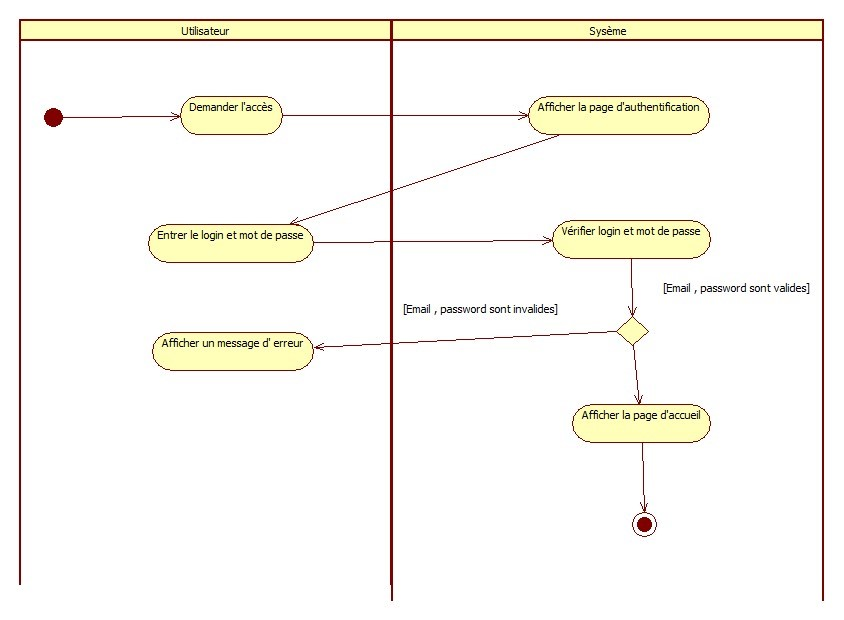 Utilisateur
Sysème
Demander l'accès
Afficher la page d'authentification
Entrer le login et mot de passe
Vérifier login et mot de passe
[Email , password sont valides]
[Email , password sont invalides]
Afficher un message d' erreur
Afficher la page d'accueil